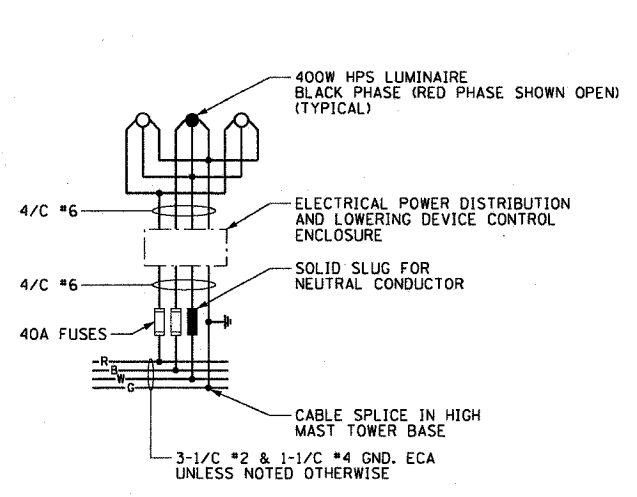 400W HPS LUMINAIRE
BLACK PHASE (RED PHASE SHOWN OPEN)
(TYPICAL)
4/C #6
ELECTRICAL POWER DISTRIBUTION
AND LOWERING DEVICE CONTROL
ENCLOSURE
4/C #6
SOLID SLUG FOR
NEUTRAL CONDUCTOR
40A FUSES
R
B
W
G
CABLE SPLICE IN HIGH
MAST TOWER BASE
3-1/C #2 & 1-1/C #4 GND. ECA
UNLESS NOTED OTHERWISE